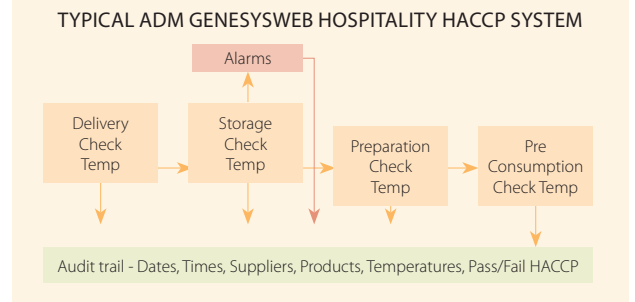 TYPICAL ADM GENESYSWEB HOSPITALITY HACCP SYSTEM
Alarms
Delivery
Check
Temp
Storage
Check
Temp
Preparation
Check
Temp
Pre
Consumption
Check Temp
Audit trail - Dates, Times, Suppliers, Products, Temperatures, Pass/Fail HACCP